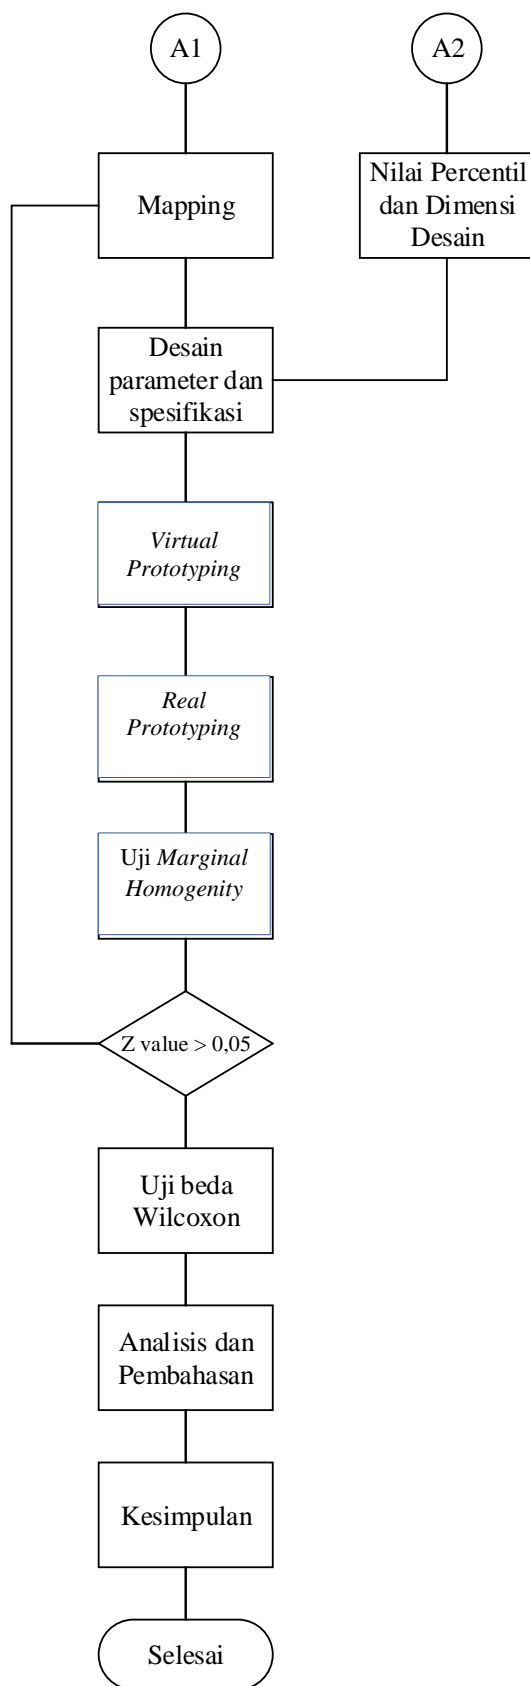 A1
A2
Mapping
Nilai Percentil
dan Dimensi
Desain
Desain
parameter dan
spesifikasi
Virtual
Prototyping
Real
Prototyping
Uji Marginal
Homogenity
Z value > 0,05
Uji beda
Wilcoxon
Analisis dan
Pembahasan
Kesimpulan
Selesai